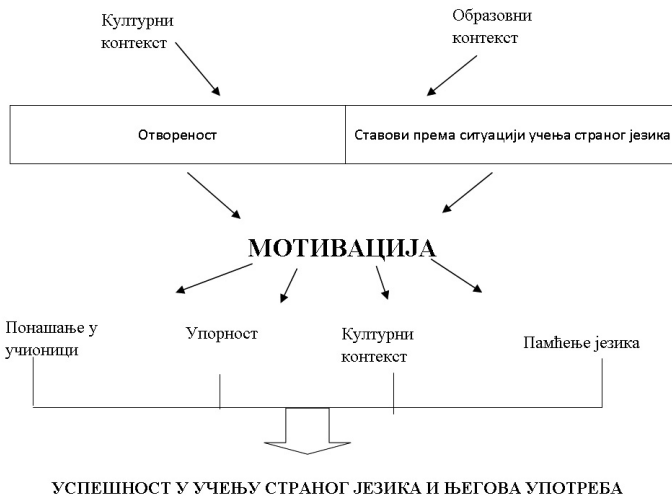 Културни
контекст
Образовни
контекст
Отвореност
Ставови према ситуацији учења страног језика
МОТИВАЦИЈА
Понашање у
учионици
Упорност
Културни
контекст
Памћење језика
УСПЕШНОСТ У УЧЕЊУ СТРАНОГ ЈЕЗИКА И ЊЕГОВА УПОТРЕБА